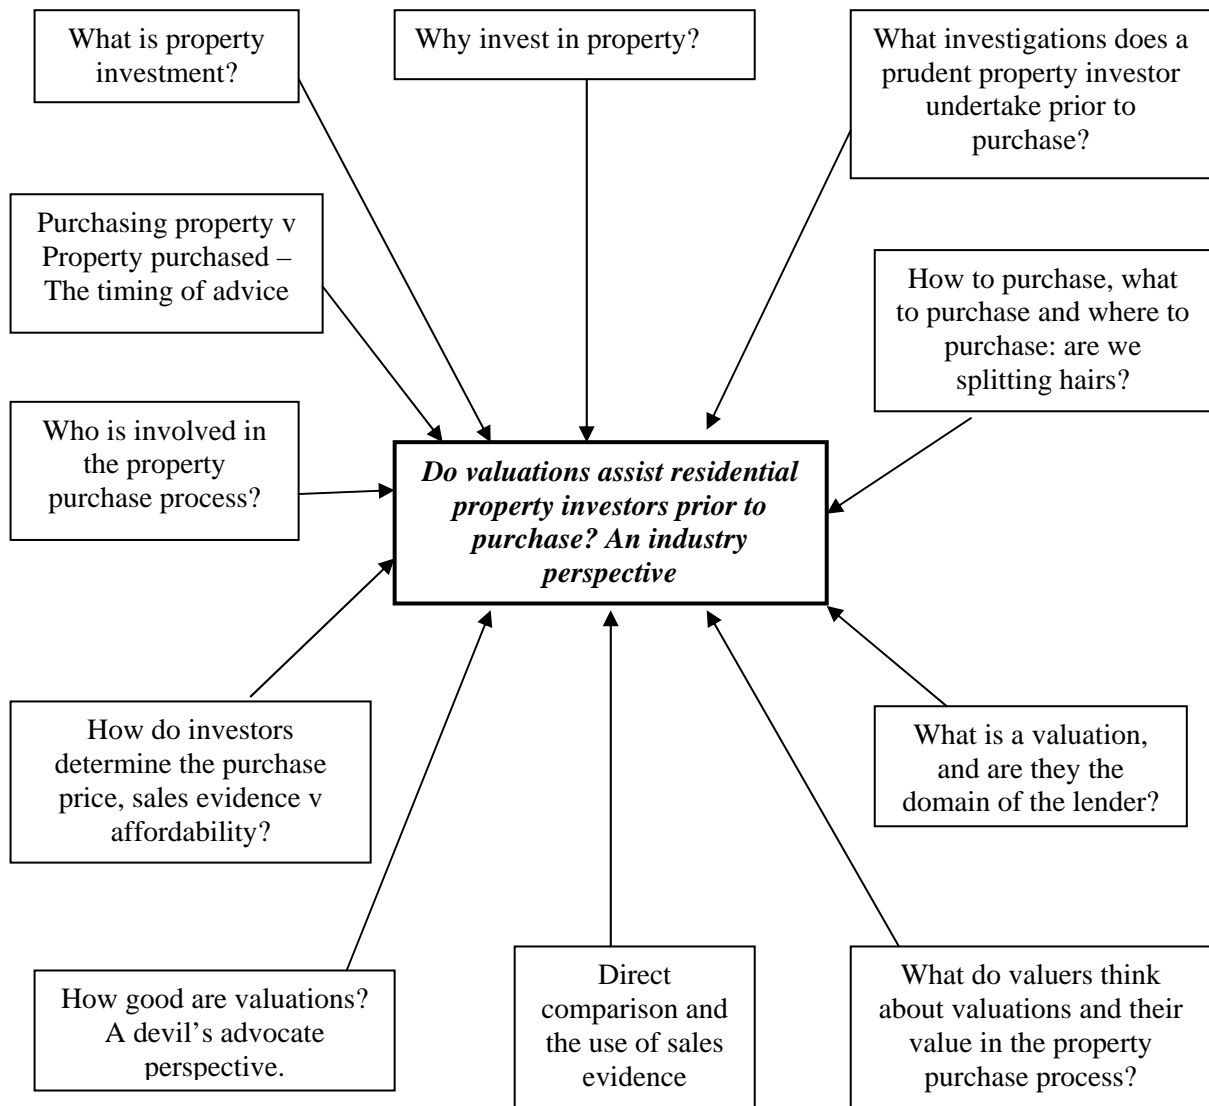 What is property
investment?
Why invest in property?
What investigations does a
prudent property investor
undertake prior to
purchase?
Purchasing property v
Property purchased –
The timing of advice
How to purchase, what
to purchase and where to
purchase: are we
splitting hairs?
Who is involved in
the property
purchase process?
Do valuations assist residential
property investors prior to
purchase? An industry
perspective
How do investors
determine the purchase
price, sales evidence v
affordability?
What is a valuation,
and are they the
domain of the lender?
How good are valuations?
A devil’s advocate
perspective.
Direct
comparison and
the use of sales
evidence
What do valuers think
about valuations and their
value in the property
purchase process?